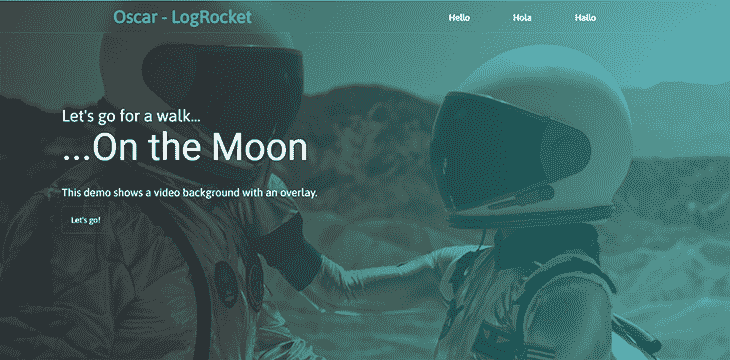 Oscar - LogRocket
Hello Hola Hallo
Let's go for a walk...
...On the Moon
This demo shows a video background with an overlay.
Let's go!